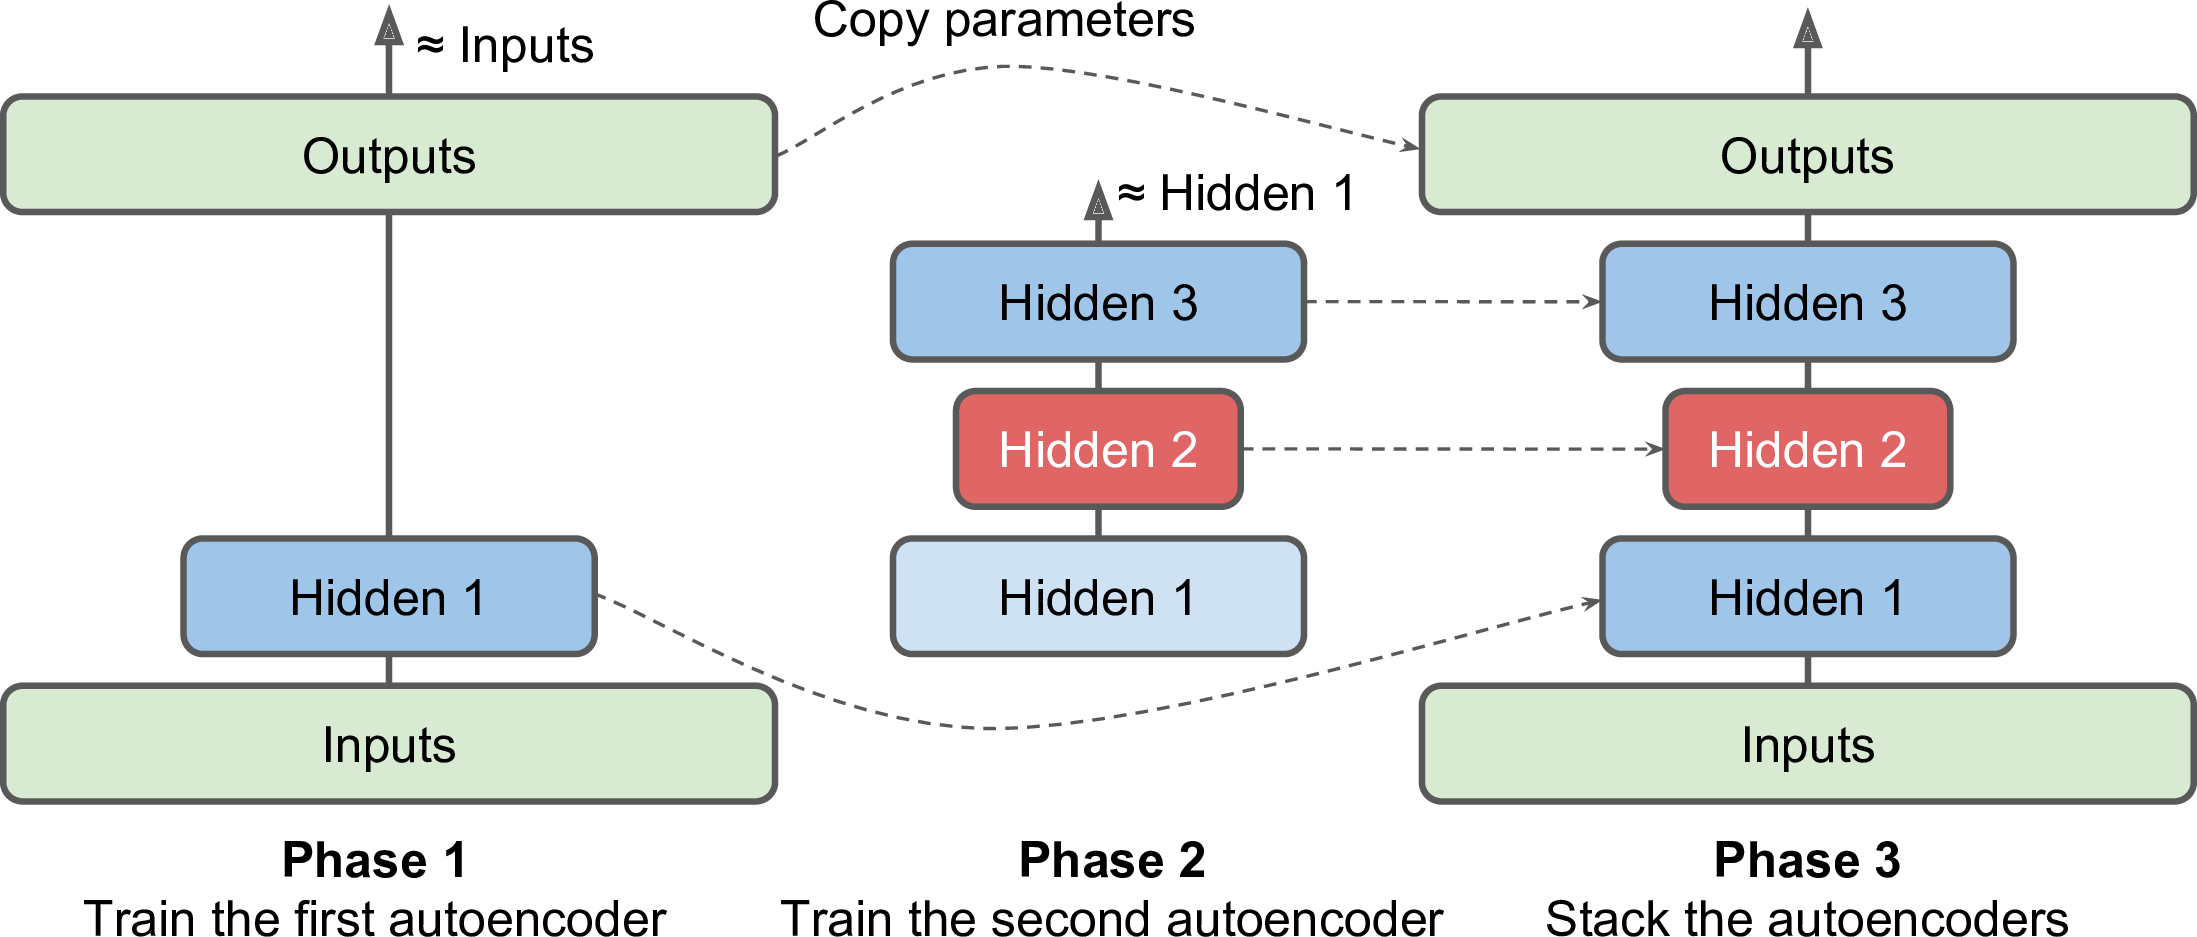 Copy parameters
≈ Inputs
Outputs
Hidden 1
Inputs
Phase 1
Train the first autoencoder
≈ Hidden 1
Hidden 3
Hidden 2
Hidden 1
Phase 2
Train the second autoencoder
Outputs
Hidden 3
Hidden 2
Hidden 1
Inputs
Phase 3
Stack the autoencoders